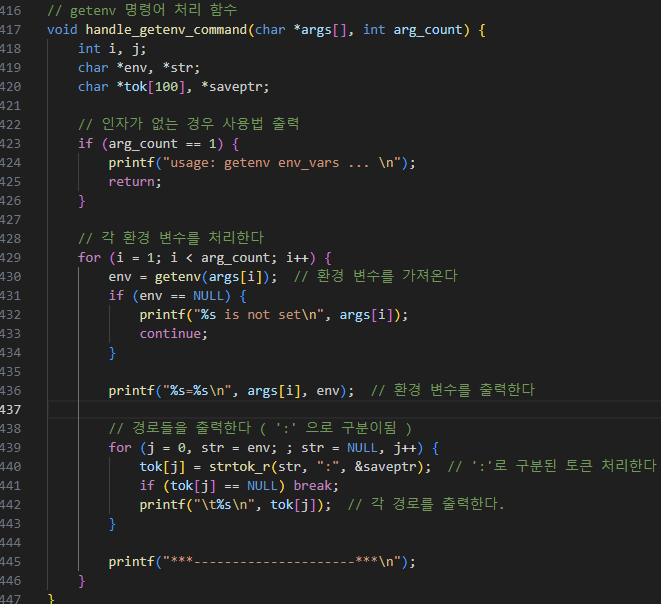 416 // getenv 명령어 처리 함수
417 void handle_getenv_command(char *args[], int arg_count) {
418     int i, j;
419     char *env, *str;
420     char *tok[100], *saveptr;
421
422     // 인자가 없는 경우 사용법 출력
423     if (arg_count == 1) {
424         printf("usage: getenv env_vars ... \n");
425         return;
426     }
427
428     // 각 환경 변수를 처리한다
429     for (i = 1; i < arg_count; i++) {
430         env = getenv(args[i]);  // 환경 변수를 가져온다
431         if (env == NULL) {
432             printf("%s is not set\n", args[i]);
433             continue;
434         }
435
436         printf("%s=%s\n", args[i], env);  // 환경 변수를 출력한다
437
438         // 경로들을 출력한다 ( ':' 으로 구분이됨 )
439         for (j = 0, str = env; ; str = NULL, j++) {
440             tok[j] = strtok_r(str, ":", &saveptr);  // ':'로 구분된 토큰 처리한다
441             if (tok[j] == NULL) break;
442             printf("\t%s\n", tok[j]);  // 각 경로를 출력한다.
443         }
444
445         printf("***---------------------***\n");
446     }
447 }